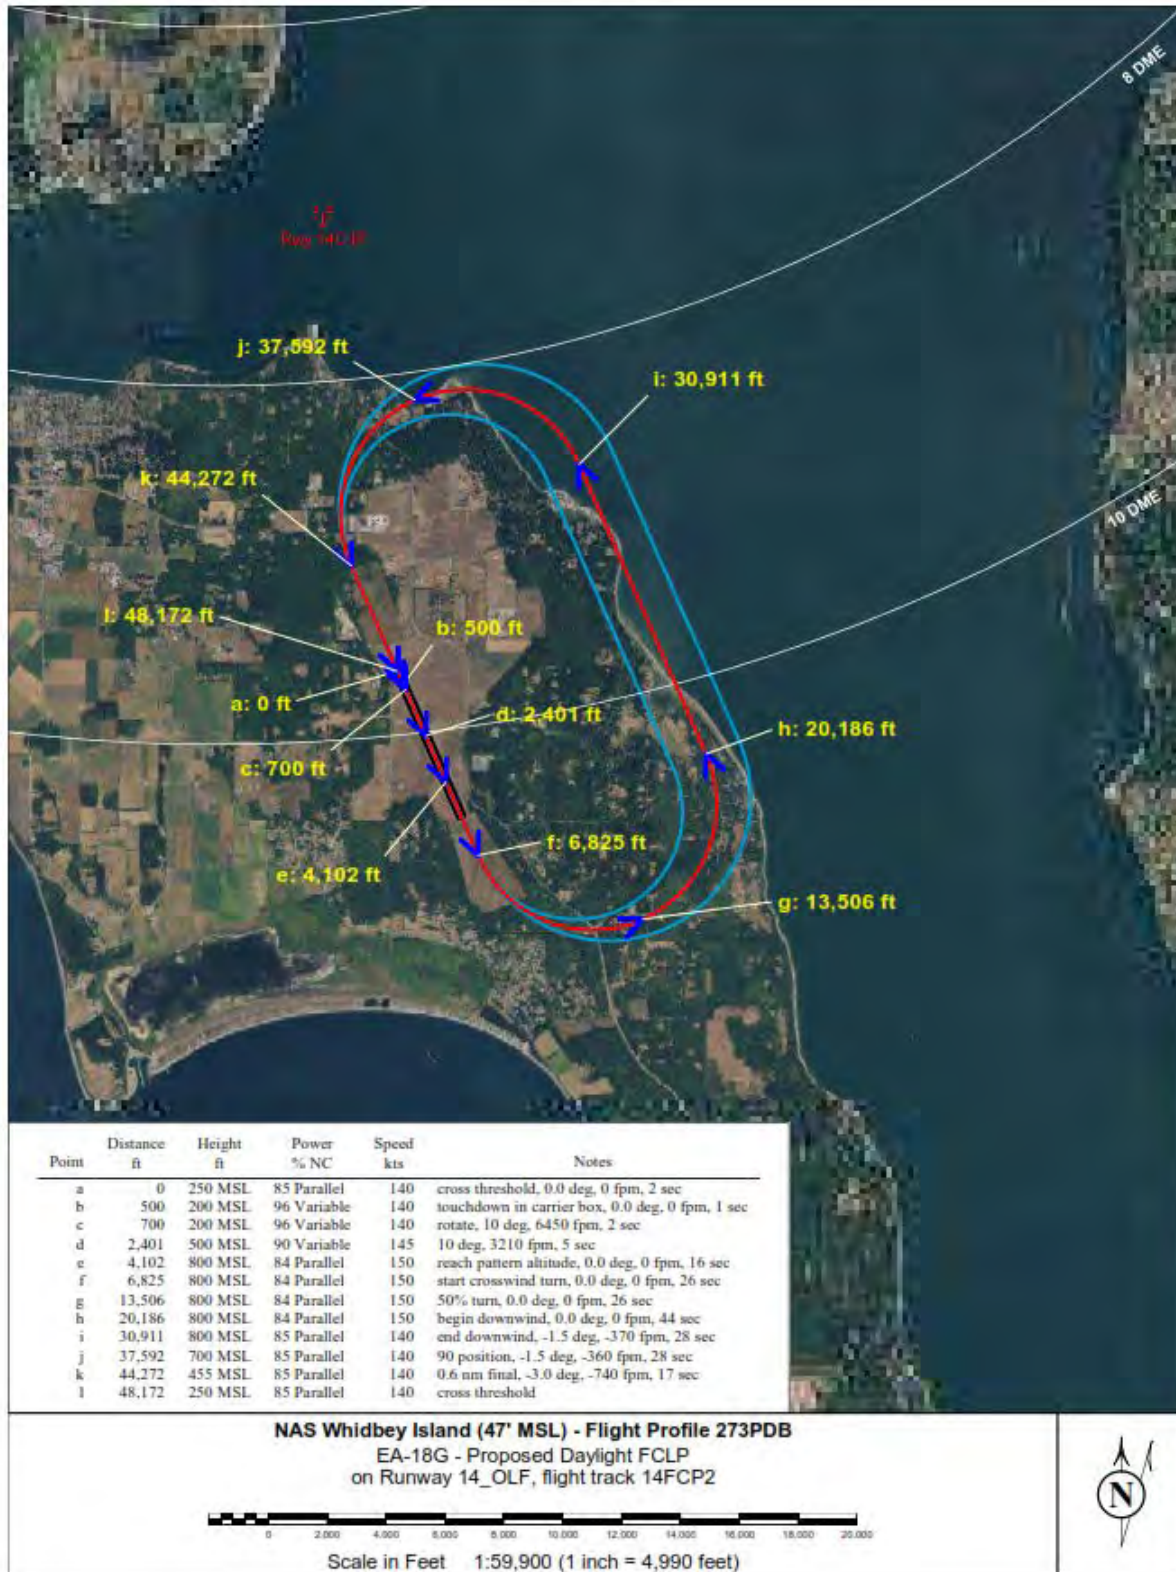 8 DME
j: 37,592 ft
i: 30,911 ft
k: 44,272 ft
10 DME
l: 48,172 ft
b: 500 ft
a: 0 ft
d: 2,401 ft
h: 20,186 ft
c: 700 ft
f: 6,825 ft
e: 4,102 ft
g: 13,506 ft
Distance Height Power Speed
Point ft ft % NC kts Notes
a 0 250 MSL 85 Parallel 140 cross threshold, 0.0 deg, 0 fpm, 2 sec
b 500 200 MSL 96 Variable 140 touchdown in carrier box, 0.0 deg, 0 fpm, 1 sec
c 700 200 MSL 96 Variable 140 rotate, 10 deg, 6450 fpm, 2 sec
d 2,401 500 MSL 90 Variable 145 10 deg, 3210 fpm, 5 sec
e 4,102 800 MSL 84 Parallel 150 reach pattern altitude, 0.0 deg, 0 fpm, 16 sec
f 6,825 800 MSL 84 Parallel 150 start crosswind turn, 0.0 deg, 0 fpm, 26 sec
g 13,506 800 MSL 84 Parallel 150 50% turn, 0.0 deg, 0 fpm, 26 sec
h 20,186 800 MSL 84 Parallel 150 begin downwind, 0.0 deg, 0 fpm, 44 sec
i 30,911 800 MSL 85 Parallel 140 end downwind, -1.5 deg, -370 fpm, 28 sec
j 37,592 700 MSL 85 Parallel 140 90 position, -1.5 deg, -360 fpm, 28 sec
k 44,272 455 MSL 85 Parallel 140 0.6 nm final, -3.0 deg, -740 fpm, 17 sec
l 48,172 250 MSL 85 Parallel 140 cross threshold
NAS Whidbey Island (47' MSL) - Flight Profile 273PDB
EA-18G - Proposed Daylight FCLP
on Runway 14_OLF, flight track 14FCP2
0 2,000 4,000 6,000 8,000 10,000 12,000 14,000 16,000 18,000 20,000
Scale in Feet 1:59,900 (1 inch = 4,990 feet)
N